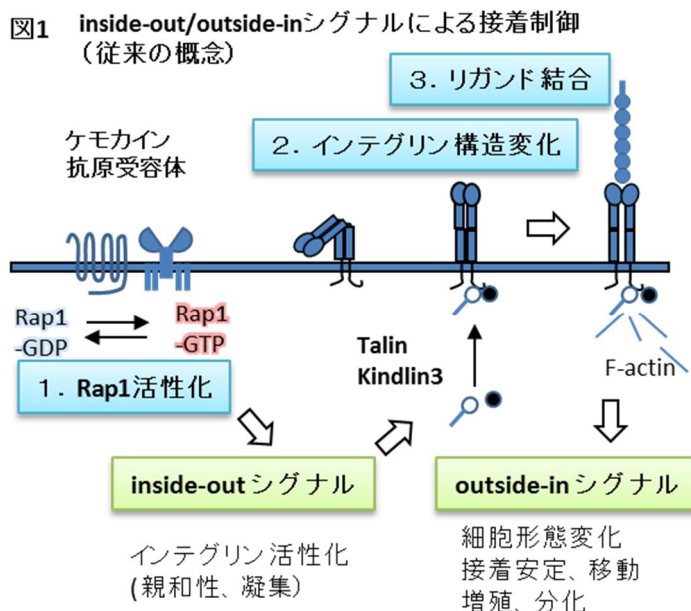 図1 inside-out/outside-inシグナルによる接着制御
(従来の概念)
3. リガンド結合
2. インテグリン構造変化
ケモカイン
抗原受容体
Rap1
-GDP
Rap1
-GTP
1. Rap1活性化
Talin
Kindlin3
F-actin
inside-outシグナル
outside-inシグナル
インテグリン活性化
(親和性、凝集)
細胞形態変化
接着安定、移動
増殖、分化